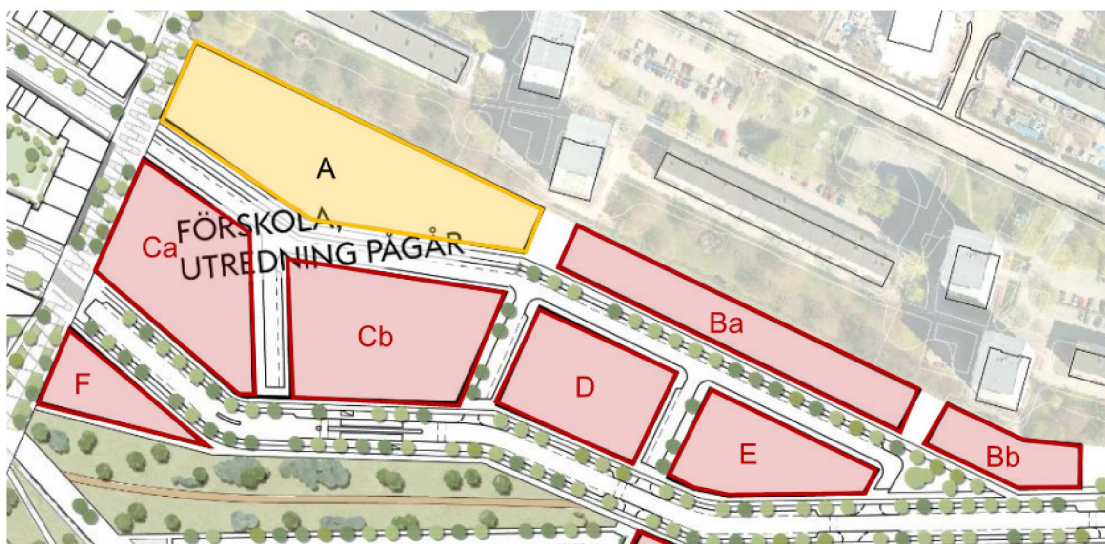 A
FÖRSKOLA,
UTREDNING PÅGÅR
Ca
Cb
Ba
F
D
E
Bb